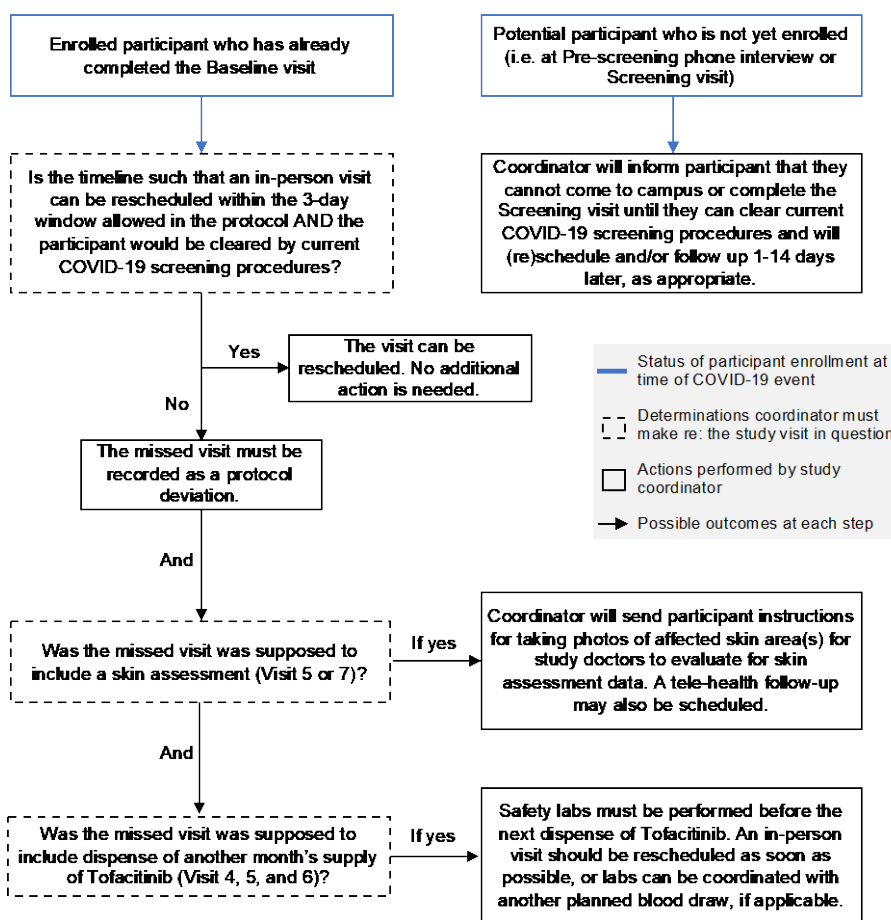 Enrolled participant who has already
completed the Baseline visit
Potential participant who is not yet enrolled
(i.e. at Pre-screening phone interview or
Screening visit)
Is the timeline such that an in-person visit
can be rescheduled within the 3-day
window allowed in the protocol AND the
participant would be cleared by current
COVID-19 screening procedures?
Coordinator will inform participant that they
cannot come to campus or complete the
Screening visit until they can clear current
COVID-19 screening procedures and will
(re)schedule and/or follow up 1-14 days
later, as appropriate.
Yes
The visit can be
rescheduled. No additional
action is needed.
No
The missed visit must be
recorded as a protocol
deviation.
Status of participant enrollment at
time of COVID-19 event
Determinations coordinator must
make re: the study visit in question
Actions performed by study
coordinator
Possible outcomes at each step
And
Was the missed visit was supposed to
include a skin assessment (Visit 5 or 7)?
If yes
Coordinator will send participant instructions
for taking photos of affected skin area(s) for
study doctors to evaluate for skin
assessment data. A tele-health follow-up
may also be scheduled.
And
Was the missed visit was supposed to
include dispense of another month's supply
of Tofacitinib (Visit 4, 5, and 6)?
If yes
Safety labs must be performed before the
next dispense of Tofacitinib. An in-person
visit should be rescheduled as soon as
possible, or labs can be coordinated with
another planned blood draw, if applicable.